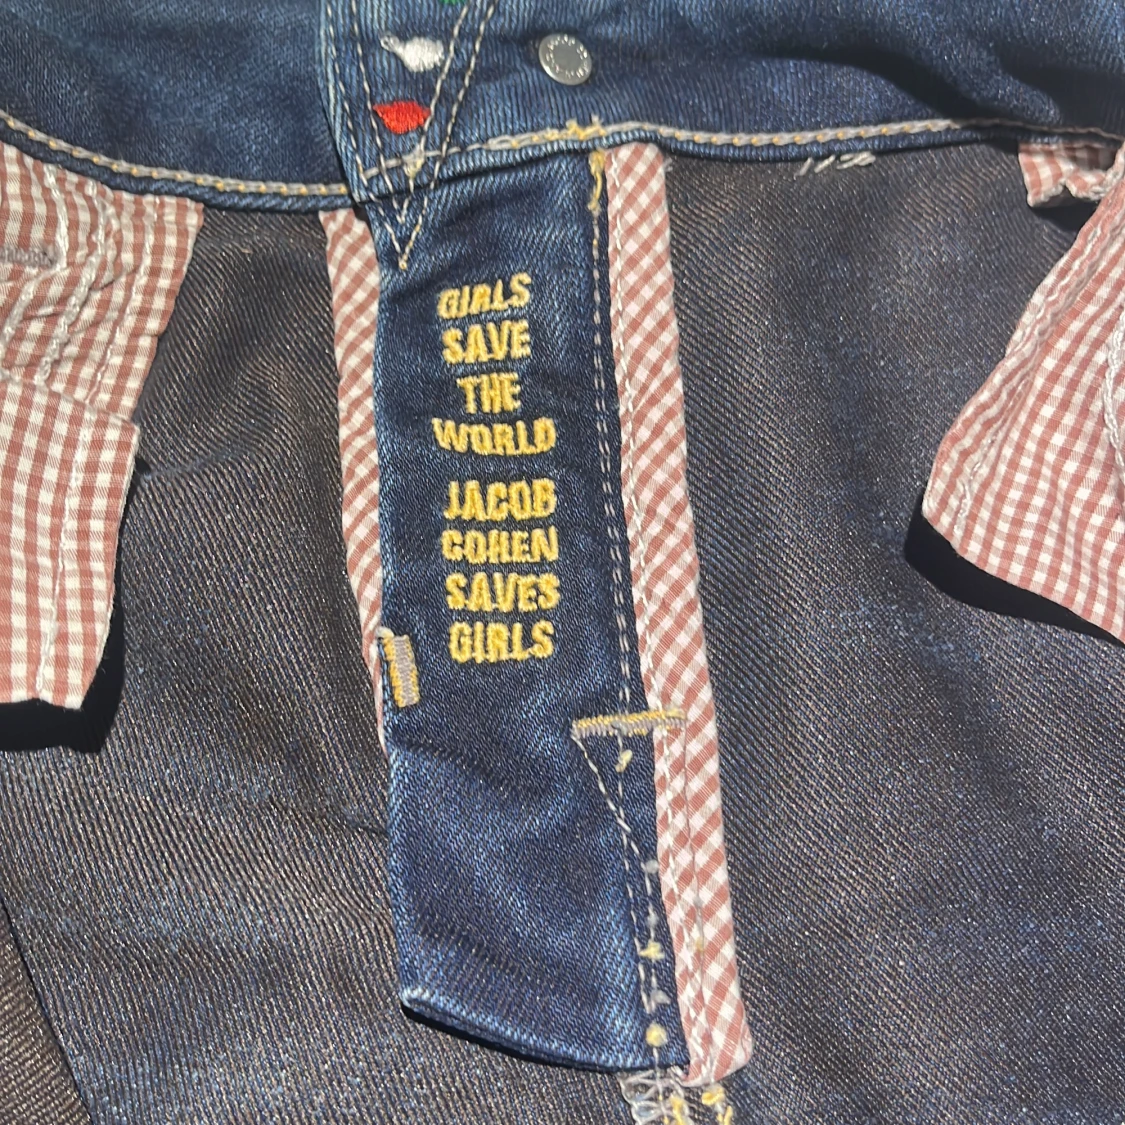 GIRLS
SAVE
THE
WORLD
JACOB
COHEN
SAVES
GIRLS